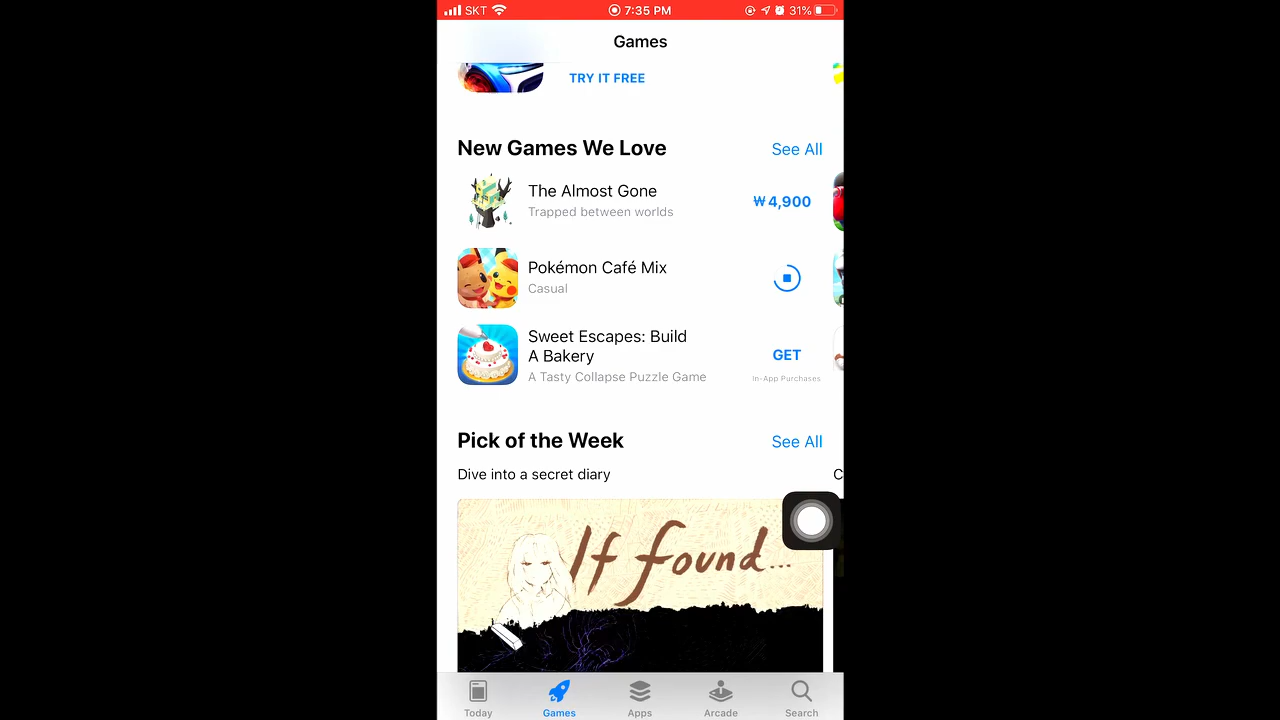 SKT 7:35 PM 31%
Games
TRY IT FREE
New Games We Love See All
The Almost Gone
Trapped between worlds
₩4,900
Pokémon Café Mix
Casual
Sweet Escapes: Build
A Bakery
A Tasty Collapse Puzzle Game
GET
In-App Purchases
Pick of the Week See All
Dive into a secret diary
C
If found...
Today Games Apps Arcade Search